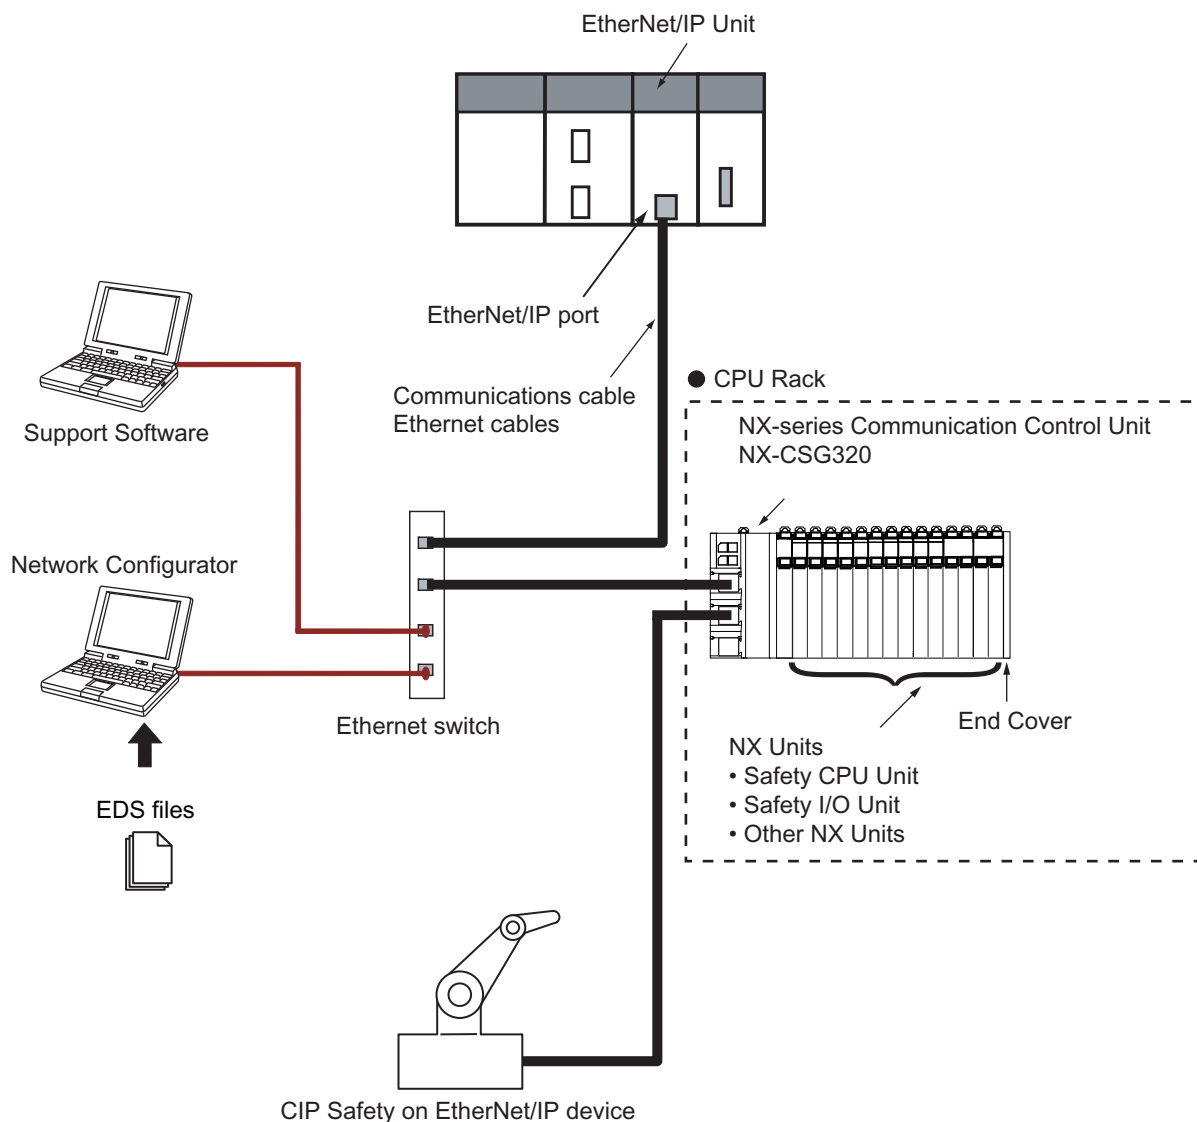 EtherNet/IP Unit
EtherNet/IP port
Communications cable
Ethernet cables
Support Software
● CPU Rack
NX-series Communication Control Unit
NX-CSG320
Network Configurator
Ethernet switch
End Cover
NX Units
• Safety CPU Unit
• Safety I/O Unit
• Other NX Units
EDS files
CIP Safety on EtherNet/IP device